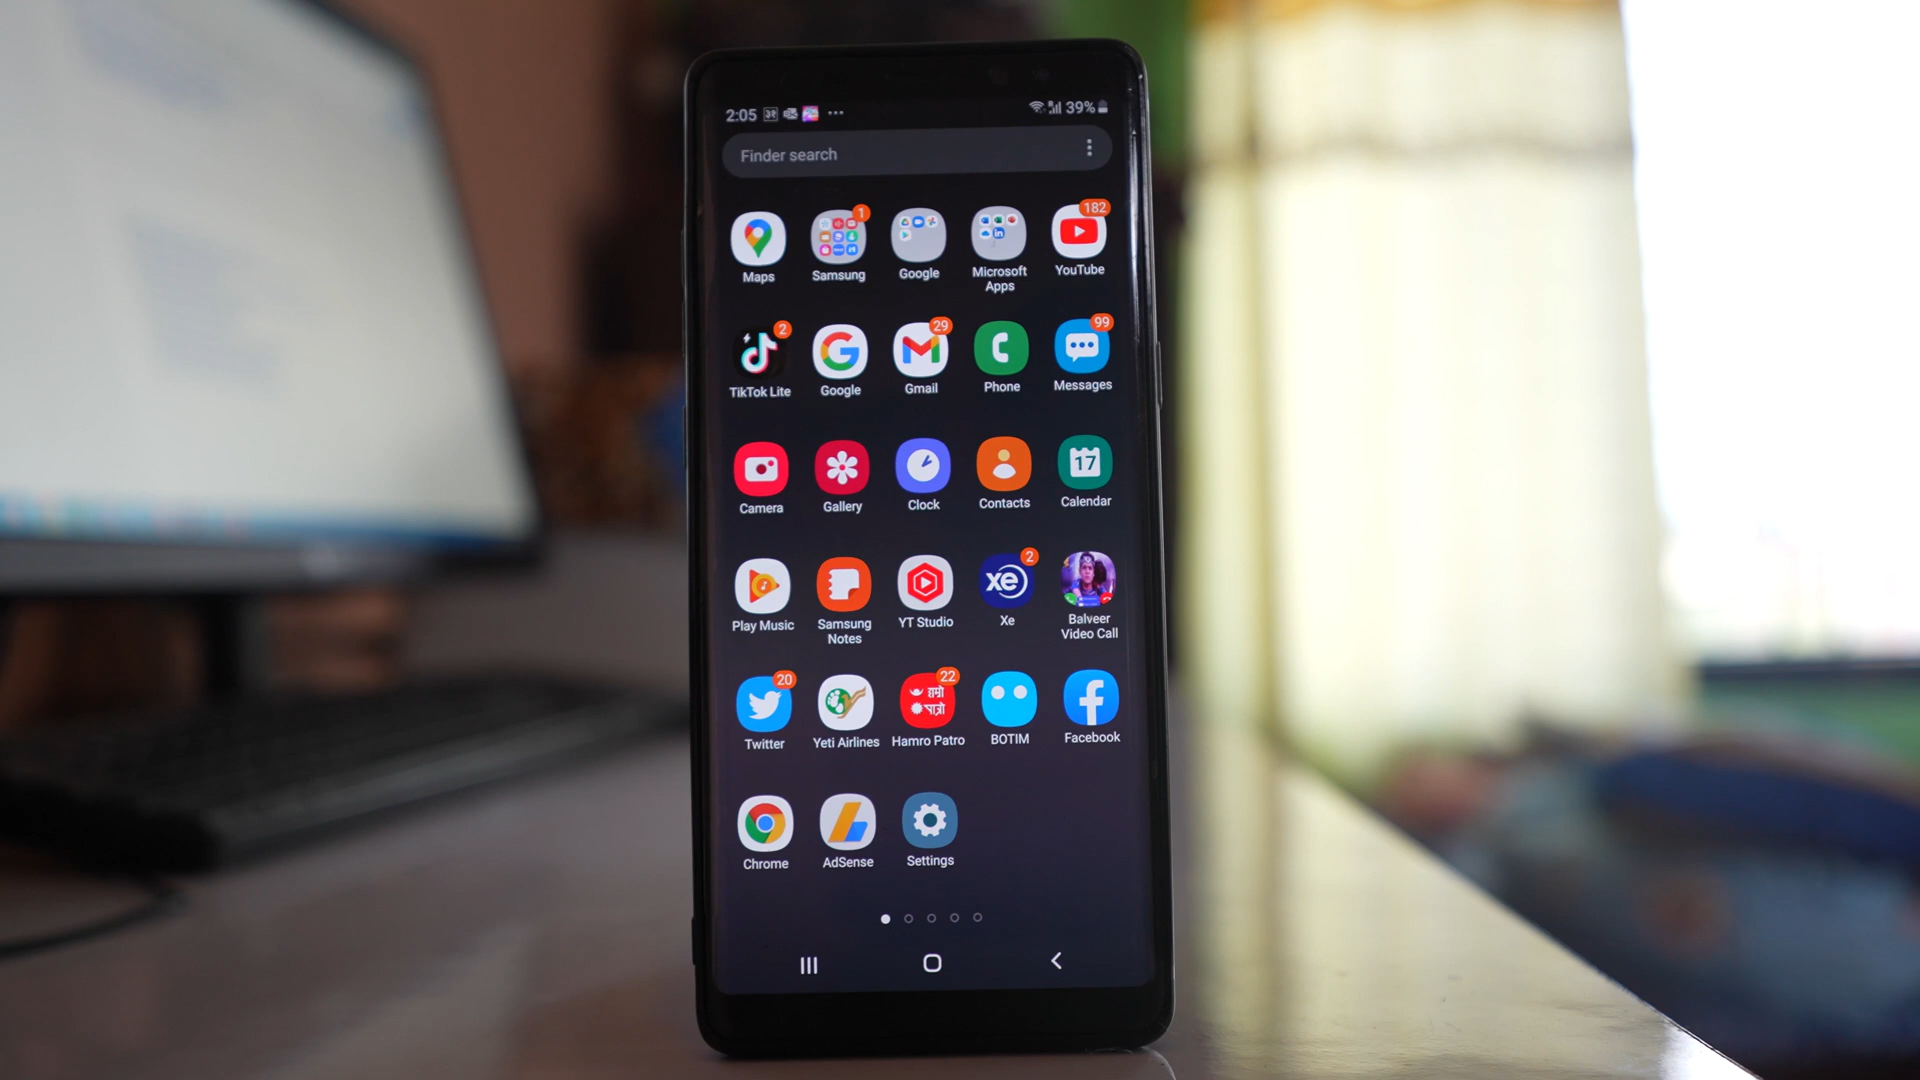 2:05
39%
Finder search
1
182
Maps
Samsung
Google
Microsoft
Apps
YouTube
2
29
99
TikTok Lite
Google
Gmail
Phone
Messages
17
Camera
Gallery
Clock
Contacts
Calendar
xe
2
Play Music
Samsung
Notes
YT Studio
Xe
Balveer
Video Call
20
22
हाम्रो
पात्रो
Twitter
Yeti Airlines
Hamro Patro
BOTIM
Facebook
Chrome
AdSense
Settings